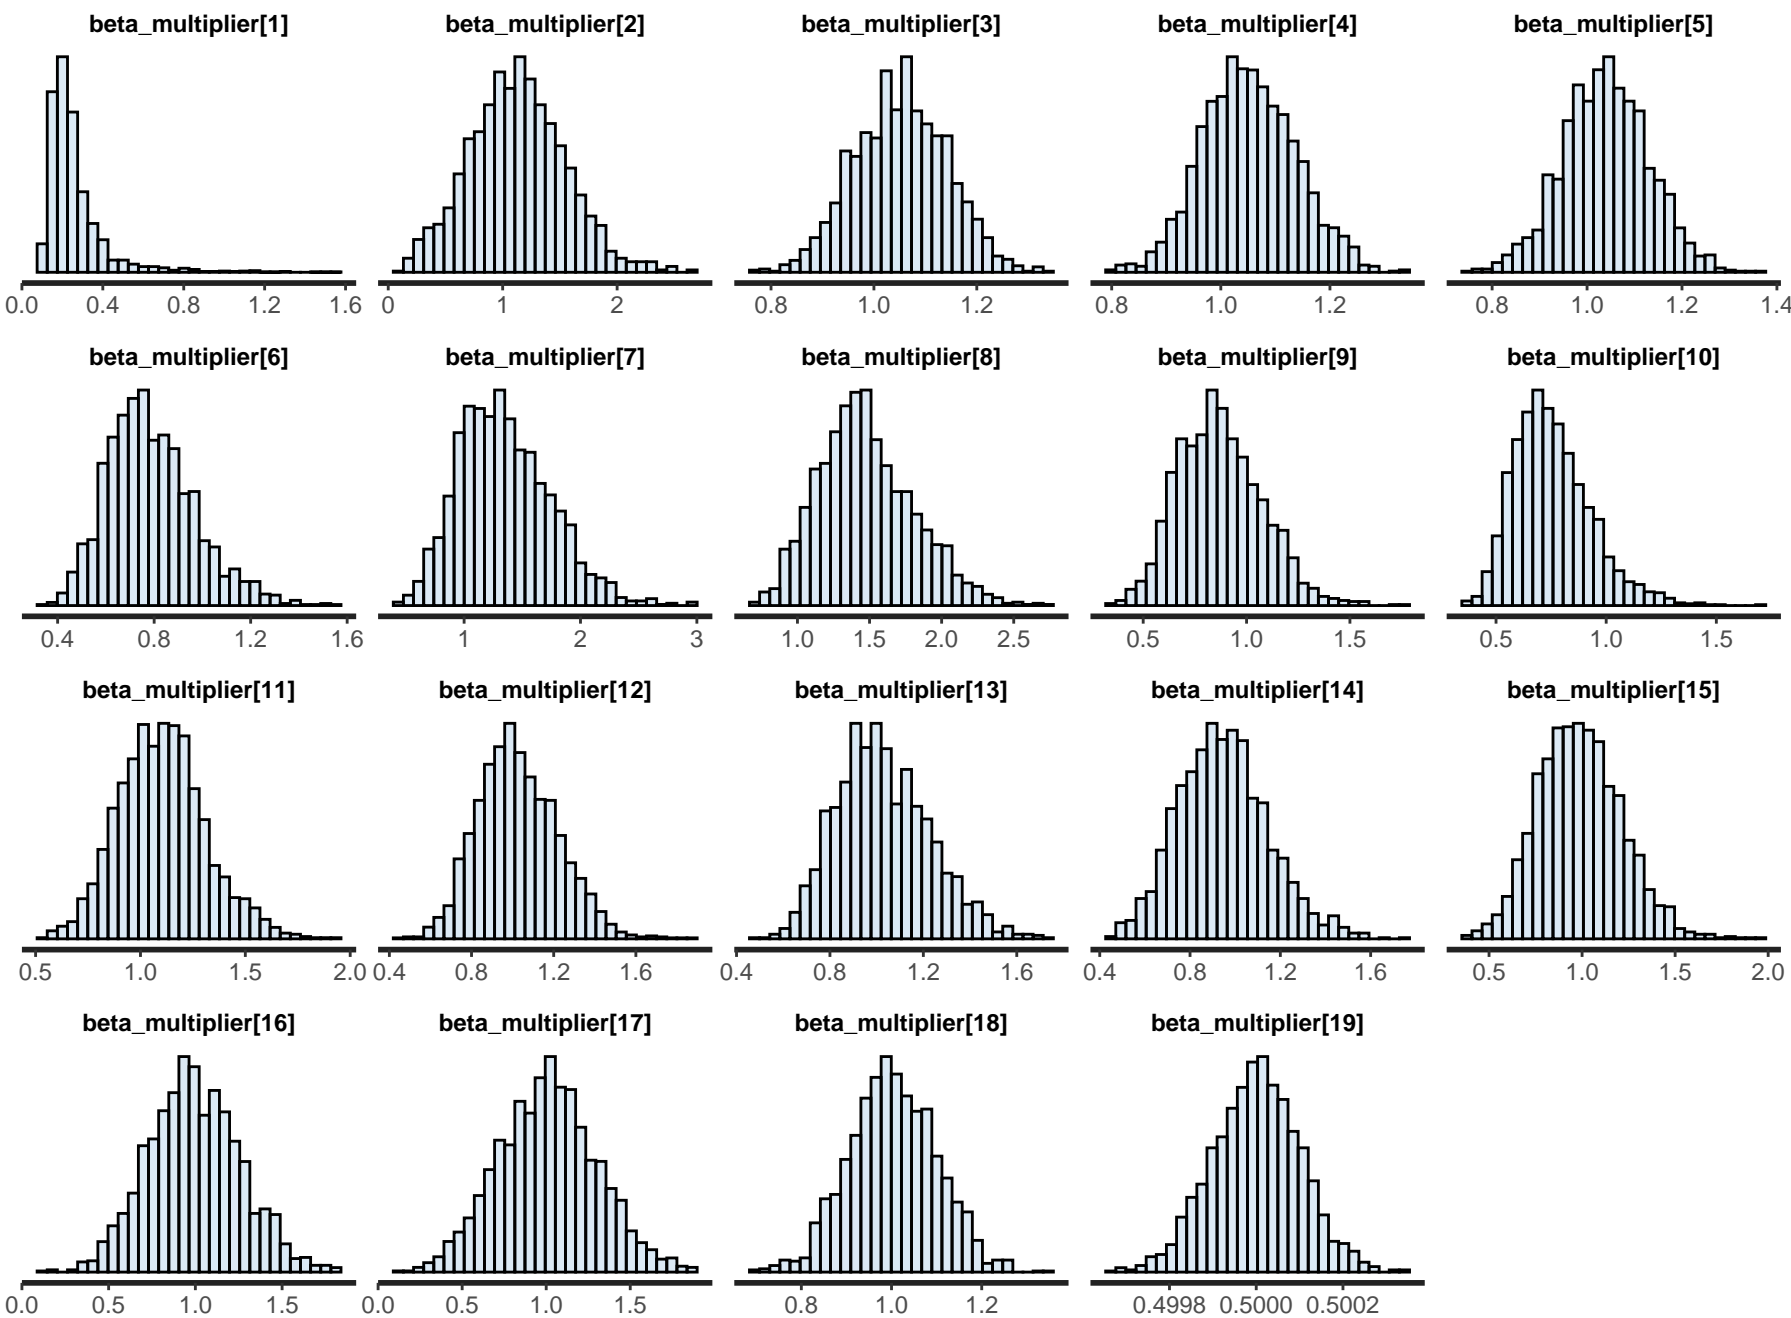 beta_multiplier[1] beta_multiplier[2] beta_multiplier[3] beta_multiplier[4] beta_multiplier[5]
0.0 0.4 0.8 1.2 1.6 0 1 2 0.8 1.0 1.2 0.8 1.0 1.2 0.8 1.0 1.2 1.4
beta_multiplier[6] beta_multiplier[7] beta_multiplier[8] beta_multiplier[9] beta_multiplier[10]
0.4 0.8 1.2 1.6 1 2 3 1.0 1.5 2.0 2.5 0.5 1.0 1.5 0.5 1.0 1.5
beta_multiplier[11] beta_multiplier[12] beta_multiplier[13] beta_multiplier[14] beta_multiplier[15]
0.5 1.0 1.5 2.0 0.4 0.8 1.2 1.6 0.4 0.8 1.2 1.6 0.4 0.8 1.2 1.6 0.5 1.0 1.5 2.0
beta_multiplier[16] beta_multiplier[17] beta_multiplier[18] beta_multiplier[19]
0.0 0.5 1.0 1.5 0.0 0.5 1.0 1.5 0.8 1.0 1.2 0.4998 0.5000 0.5002